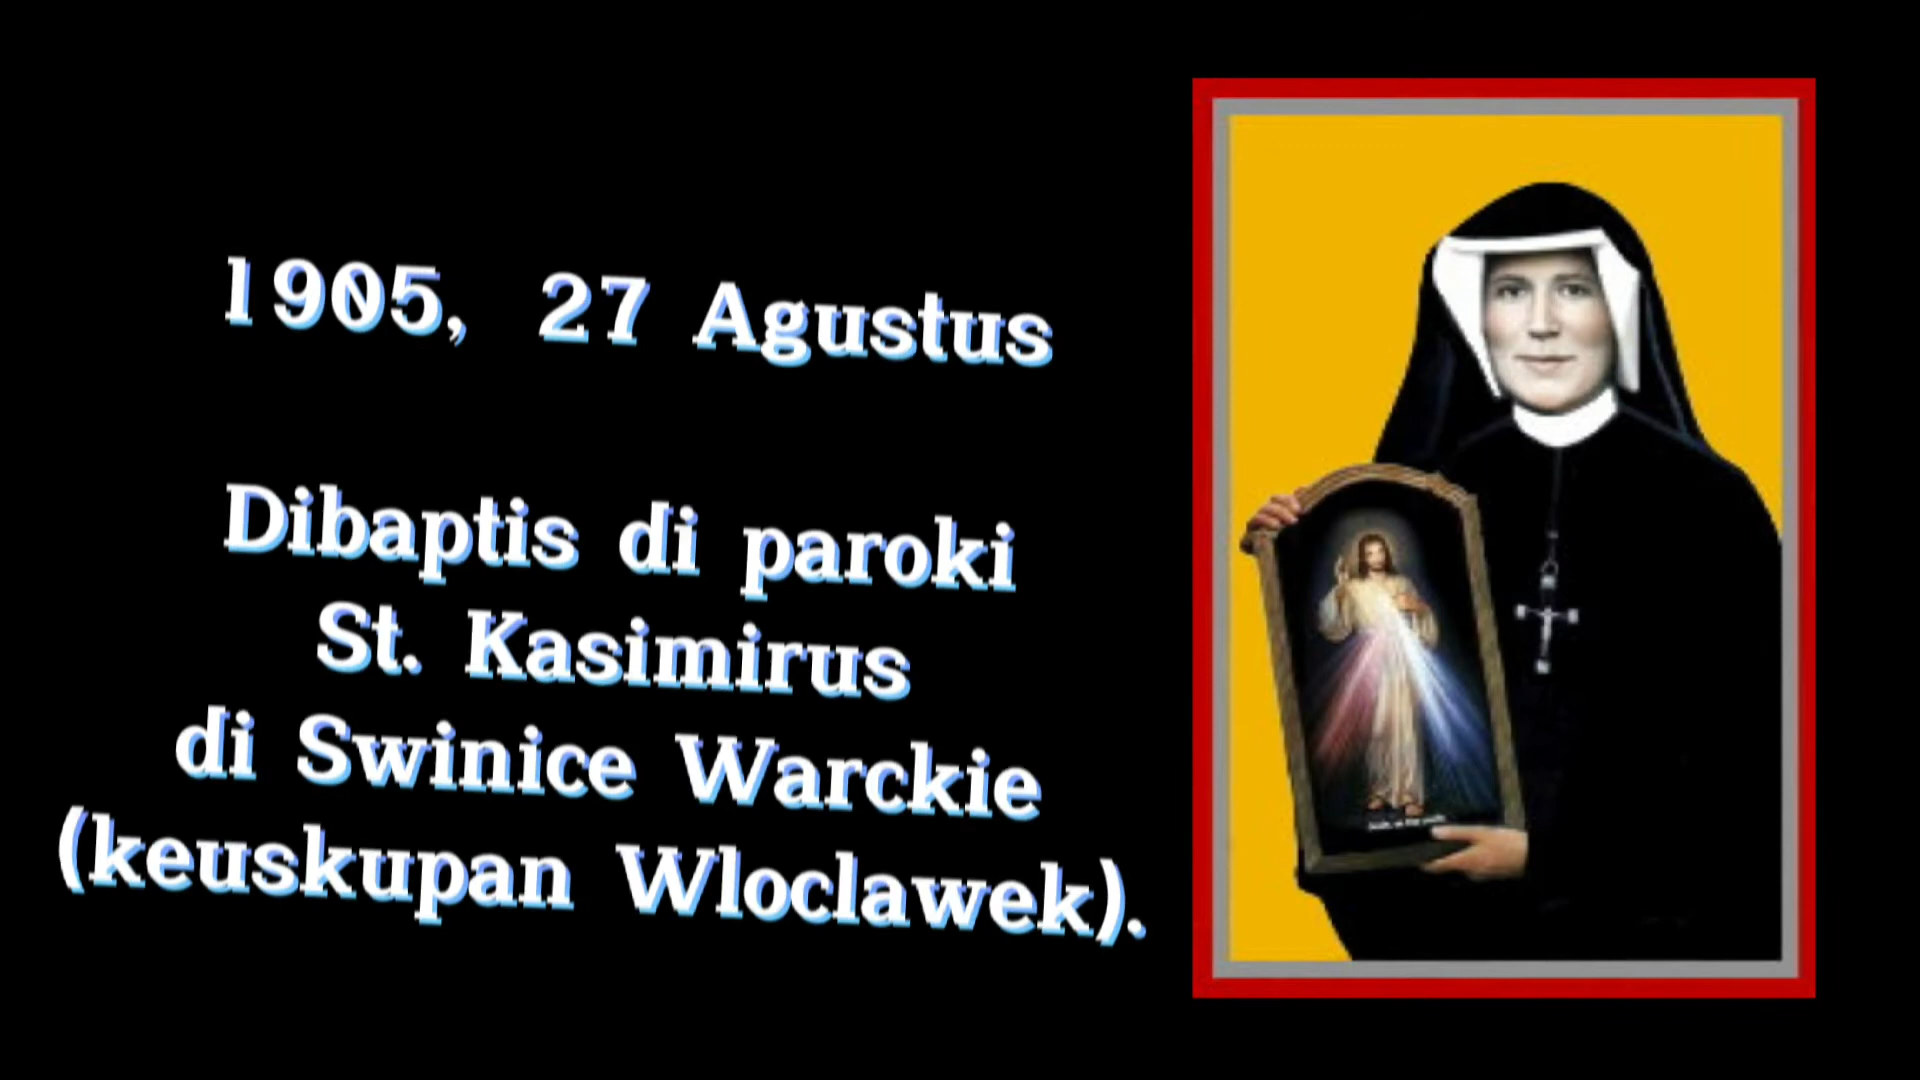 1905, 27 Agustus
Dibaptis di paroki
St. Kasimirus
di Swinice Warckie
(keuskupan Wloclawek).